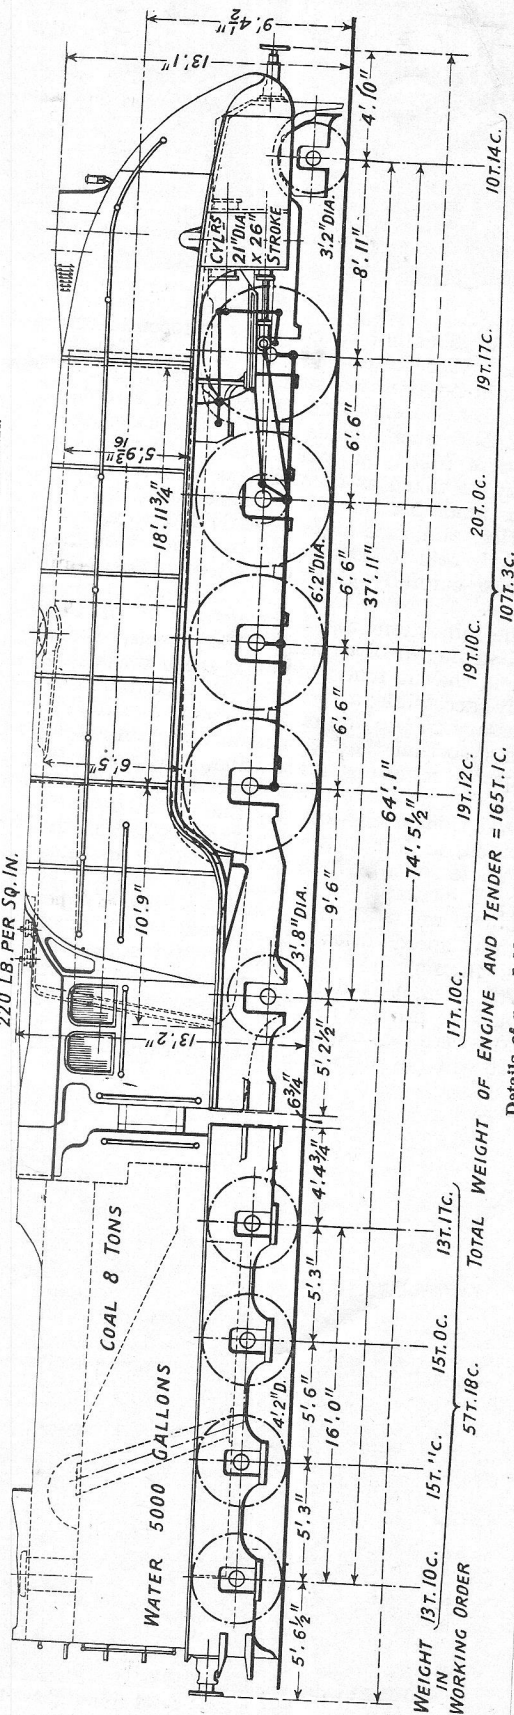 220 LB. PER SQ. IN.
13'.1"
9'.4½"
COAL 8 TONS
WATER 5000 GALLONS
13'.2"
10'.9"
6'.5"
18'.11¾"
5'.9 3/16"
CYLRS
21" DIA.
X 26"
STROKE
4'.2"D.
3'.8"DIA.
6'.2"DIA.
3'.2"DIA.
5'.6½"
5'.3"
5'.6"
5'.3"
4'.4¾"
6¾"
5'.2½"
9'.6"
6'.6"
6'.6"
6'.6"
8'.11"
4'.10"
16'.0"
37'.11"
64'.1"
74'.5½"
WEIGHT
IN
WORKING ORDER
13T.10C.
15T.11C.
15T.0C.
13T.17C.
17T.10C.
19T.12C.
19T.10C.
20T.0C.
19T.17C.
10T.14C.
57T.18C.
107T.3C.
TOTAL WEIGHT OF ENGINE AND TENDER = 165T.1C.
Details of